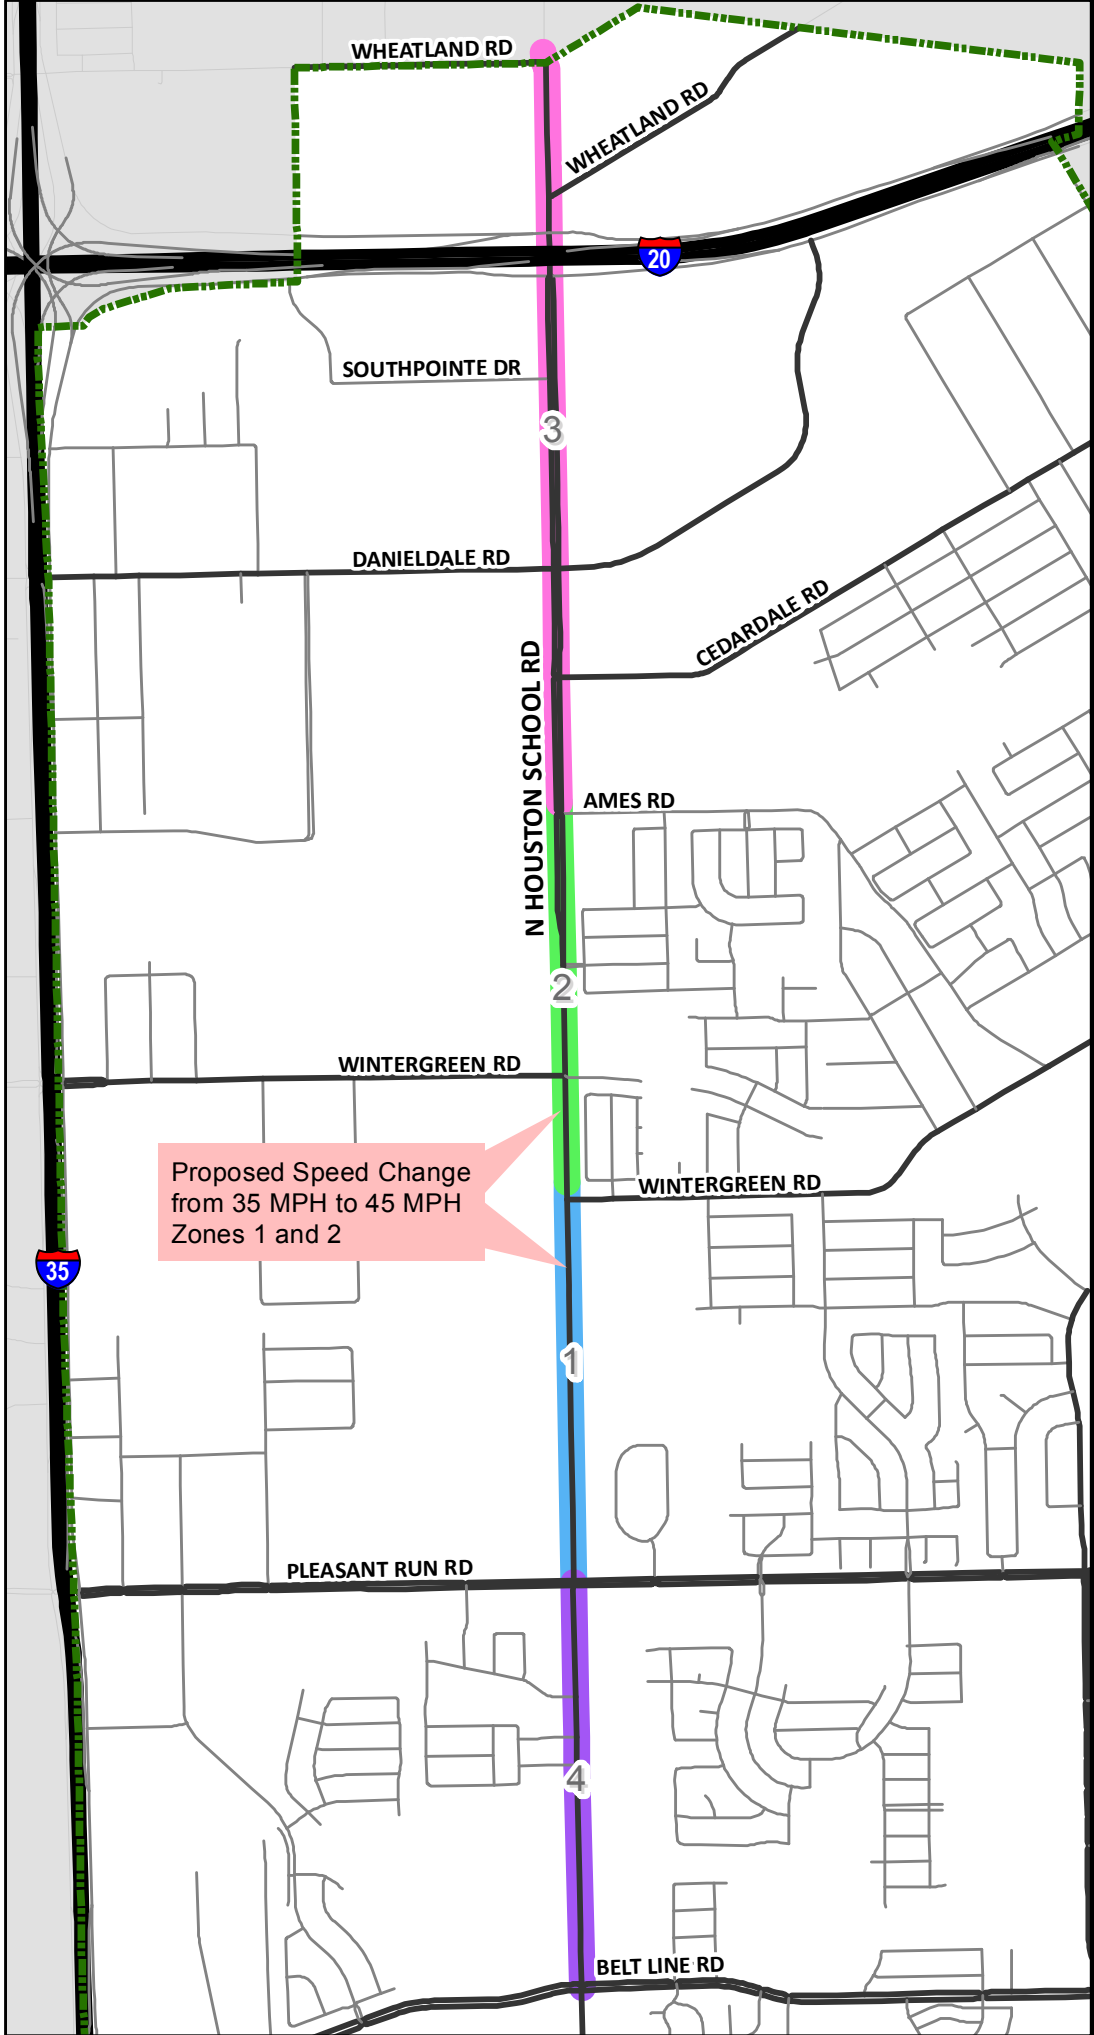 WHEATLAND RD
WHEATLAND RD
20
SOUTHPOINTE DR
3
DANIELDALE RD
CEDARDALE RD
N HOUSTON SCHOOL RD
AMES RD
2
WINTERGREEN RD
Proposed Speed Change
from 35 MPH to 45 MPH
Zones 1 and 2
WINTERGREEN RD
35
1
PLEASANT RUN RD
4
BELT LINE RD